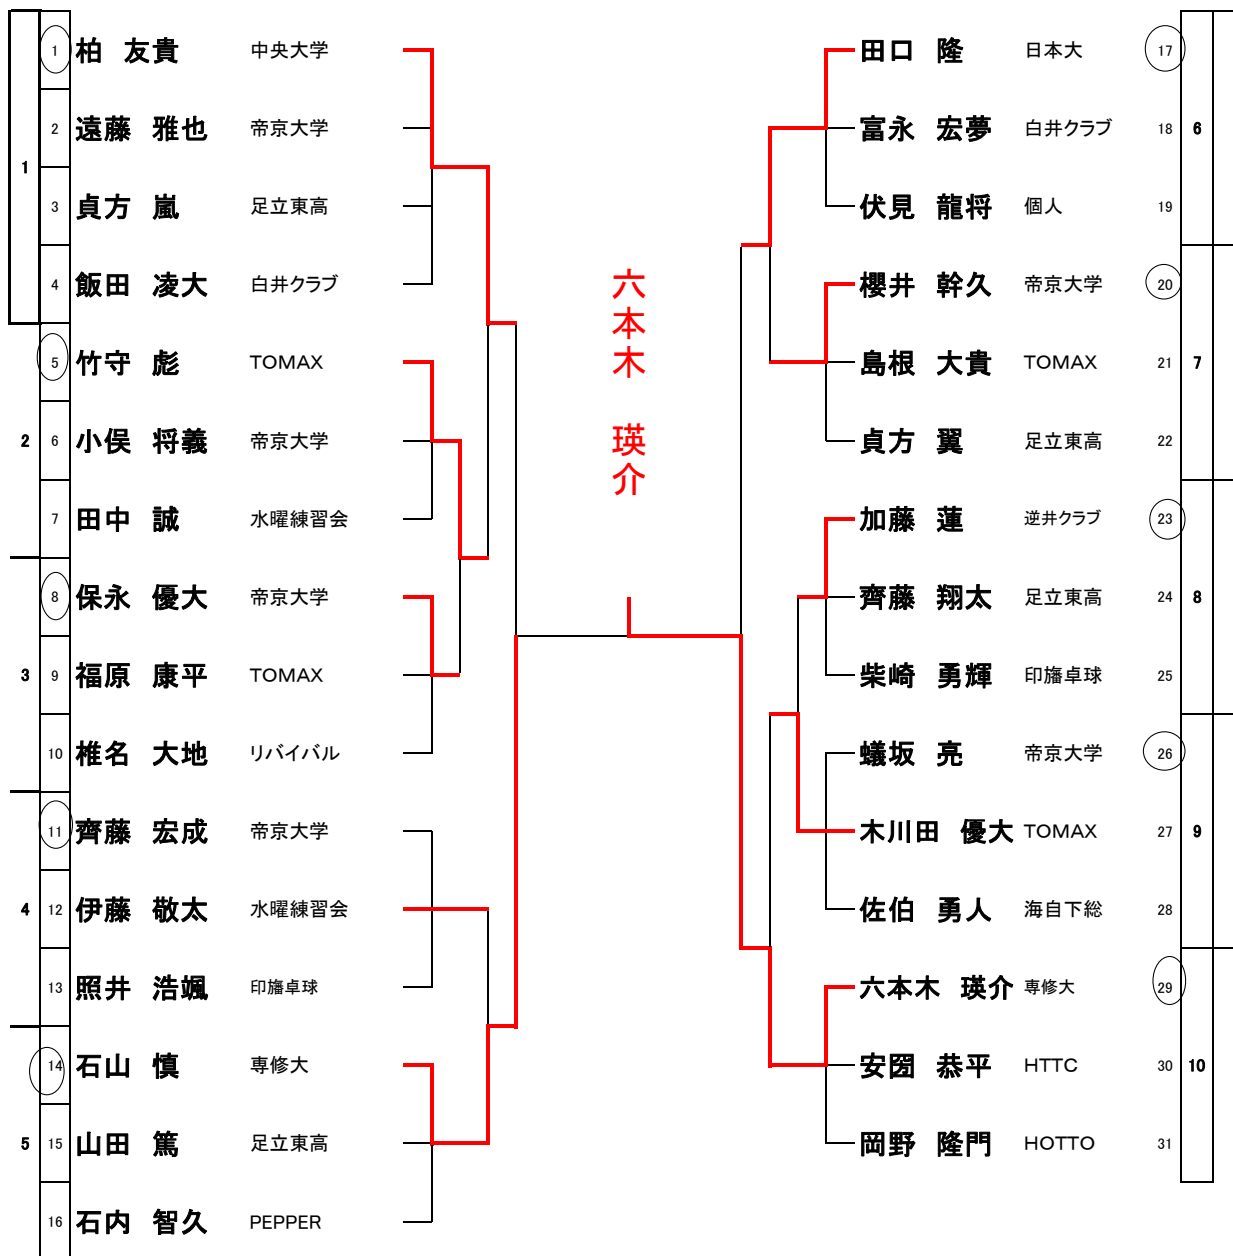 1 柏 友貴 中央大学
2 遠藤 雅也 帝京大学
1
3 貞方 嵐 足立東高
4 飯田 凌大 白井クラブ
5 竹守 彪 TOMAX
2 6 小俣 将義 帝京大学
7 田中 誠 水曜練習会
8 保永 優大 帝京大学
3 9 福原 康平 TOMAX
10 椎名 大地 リバイバル
11 齊藤 宏成 帝京大学
4 12 伊藤 敬太 水曜練習会
13 照井 浩颯 印旛卓球
14 石山 慎 専修大
5 15 山田 篤 足立東高
16 石内 智久 PEPPER
六本木 瑛介
田口 隆 日本大 17
富永 宏夢 白井クラブ 18 6
伏見 龍将 個人 19
櫻井 幹久 帝京大学 20
島根 大貴 TOMAX 21 7
貞方 翼 足立東高 22
加藤 蓮 逆井クラブ 23
齊藤 翔太 足立東高 24 8
柴崎 勇輝 印旛卓球 25
蟻坂 亮 帝京大学 26
木川田 優大 TOMAX 27 9
佐伯 勇人 海自下総 28
六本木 瑛介 専修大 29
恭平 HTTC 30 10
岡野 隆門 HOTTO 31